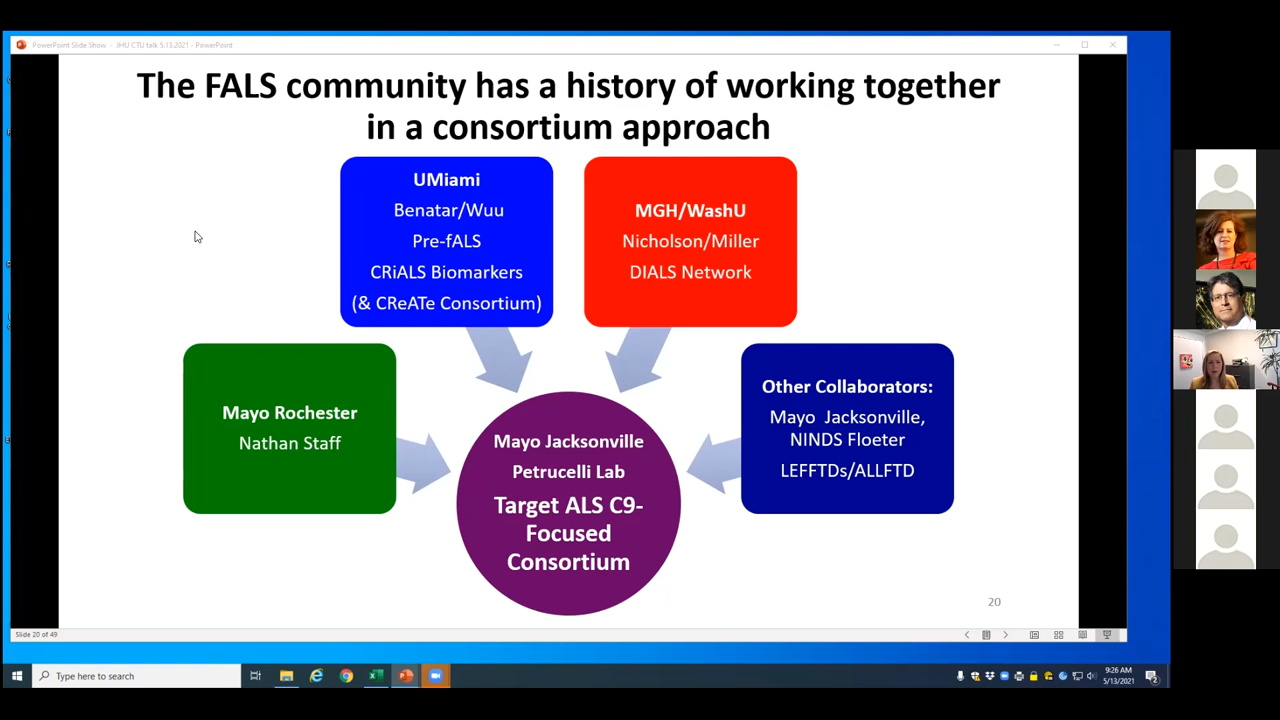 PowerPoint Slide Show - JHU CTU talk 5.13.2021 - PowerPoint
The FALS community has a history of working together
in a consortium approach
UMiami
Benatar/Wuu
Pre-fALS
CRiALS Biomarkers
(& CReATe Consortium)
MGH/WashU
Nicholson/Miller
DIALS Network
Mayo Rochester
Nathan Staff
Other Collaborators:
Mayo Jacksonville,
NINDS Floeter
LEFFTDs/ALLFTD
Mayo Jacksonville
Petrucelli Lab
Target ALS C9-
Focused
Consortium
20
Slide 20 of 49
Type here to search
9:26 AM
5/13/2021
2